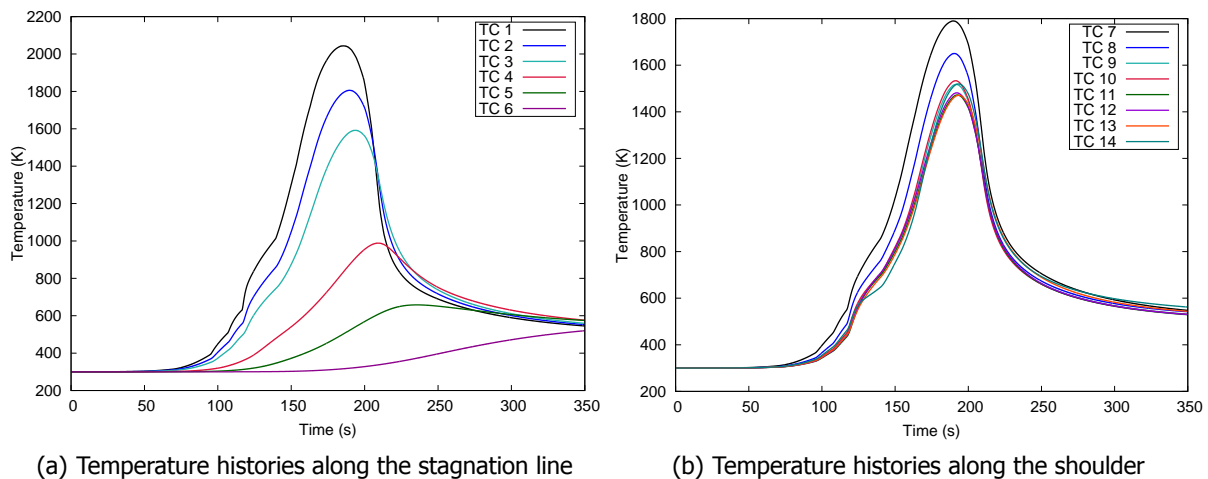 2200
2000
1800
1600
1400
1200
1000
800
600
400
200
0 50 100 150 200 250 300 350
Temperature (K)
Time (s)
TC 1
TC 2
TC 3
TC 4
TC 5
TC 6
(a) Temperature histories along the stagnation line
1800
1600
1400
1200
1000
800
600
400
200
0 50 100 150 200 250 300 350
Temperature (K)
Time (s)
TC 7
TC 8
TC 9
TC 10
TC 11
TC 12
TC 13
TC 14
(b) Temperature histories along the shoulder